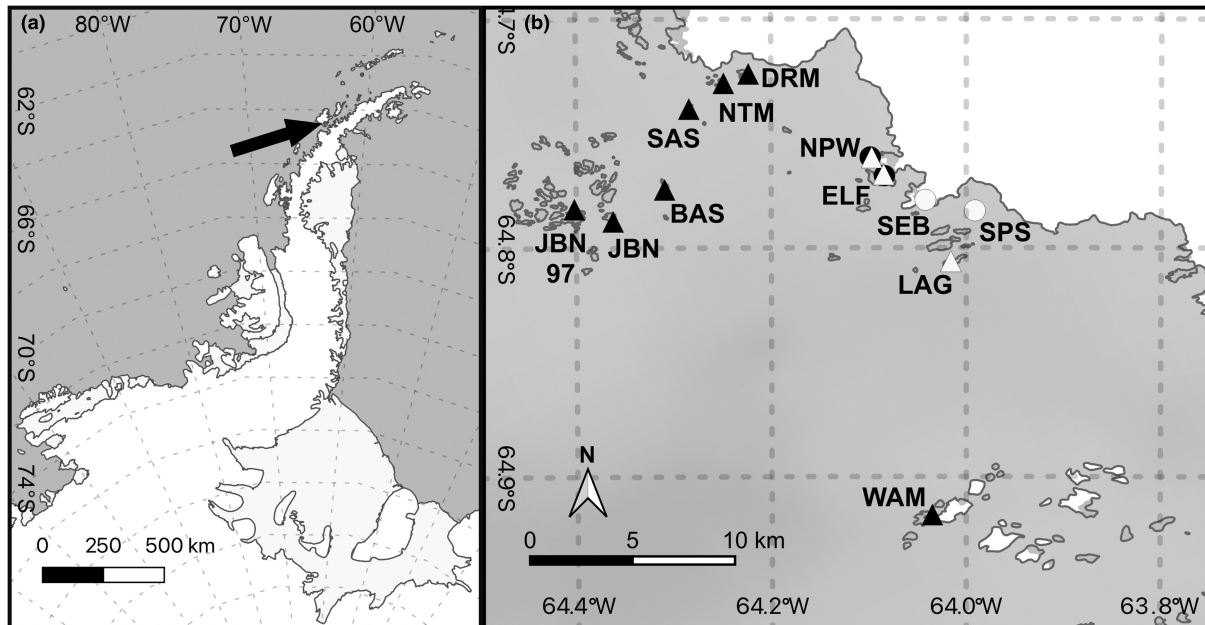 (a)
80°W
70°W
60°W
62°S
66°S
70°S
74°S
0 250 500 km
(b)
4.7°S
DRM
NTM
SAS
NPW
ELF
BAS
SEB
SPS
JBN
97
JBN
64.8°S
LAG
N
64.9°S
WAM
0 5 10 km
64.4°W
64.2°W
64.0°W
63.8°W